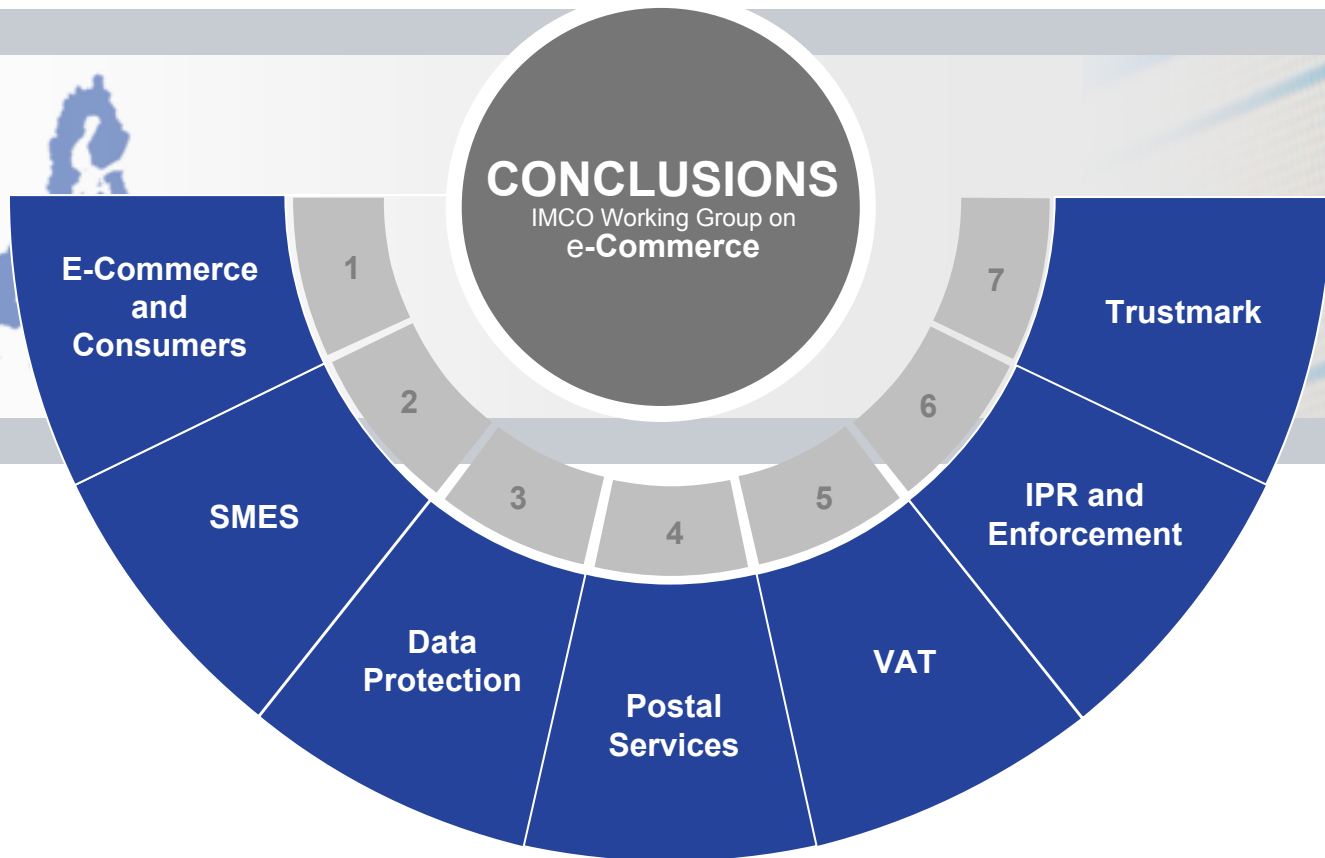 CONCLUSIONS
IMCO Working Group on
e-Commerce
1
E-Commerce
and
Consumers
2
SMES
3
Data
Protection
4
Postal
Services
5
VAT
6
IPR and
Enforcement
7
Trustmark